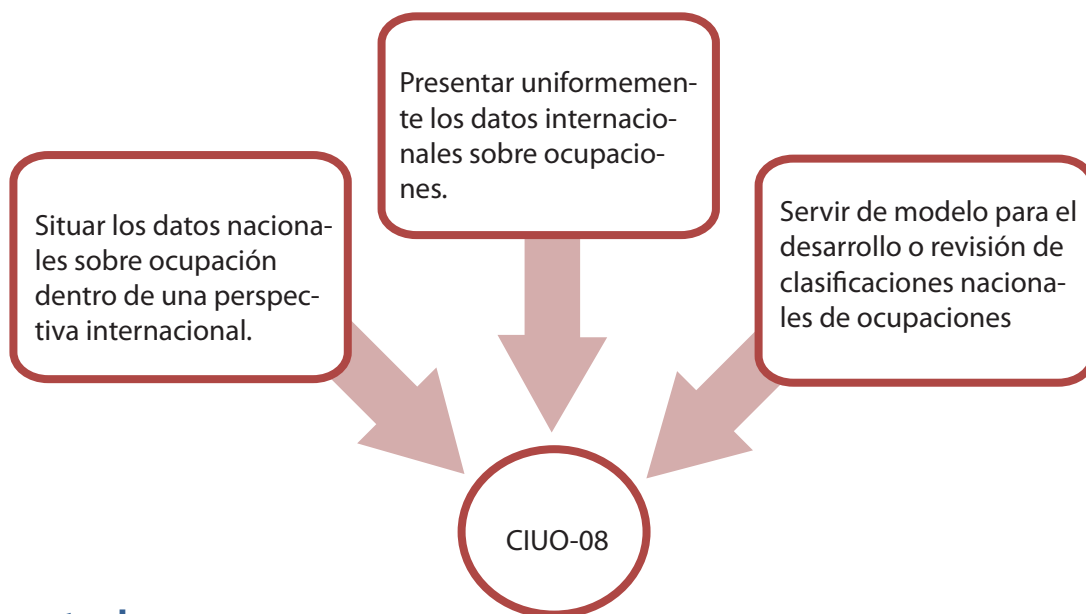 Situar los datos naciona-
les sobre ocupación
dentro de una perspec-
tiva internacional.
Presentar uniformemen-
te los datos internacio-
nales sobre ocupacio-
nes.
Servir de modelo para el
desarrollo o revisión de
clasificaciones naciona-
les de ocupaciones
CIUO-08